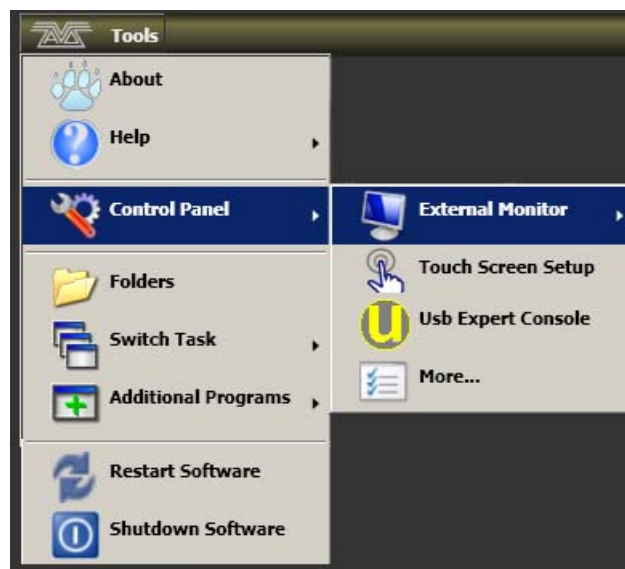 Tools
About
Help
Control Panel
External Monitor
Touch Screen Setup
Usb Expert Console
More...
Folders
Switch Task
Additional Programs
Restart Software
Shutdown Software